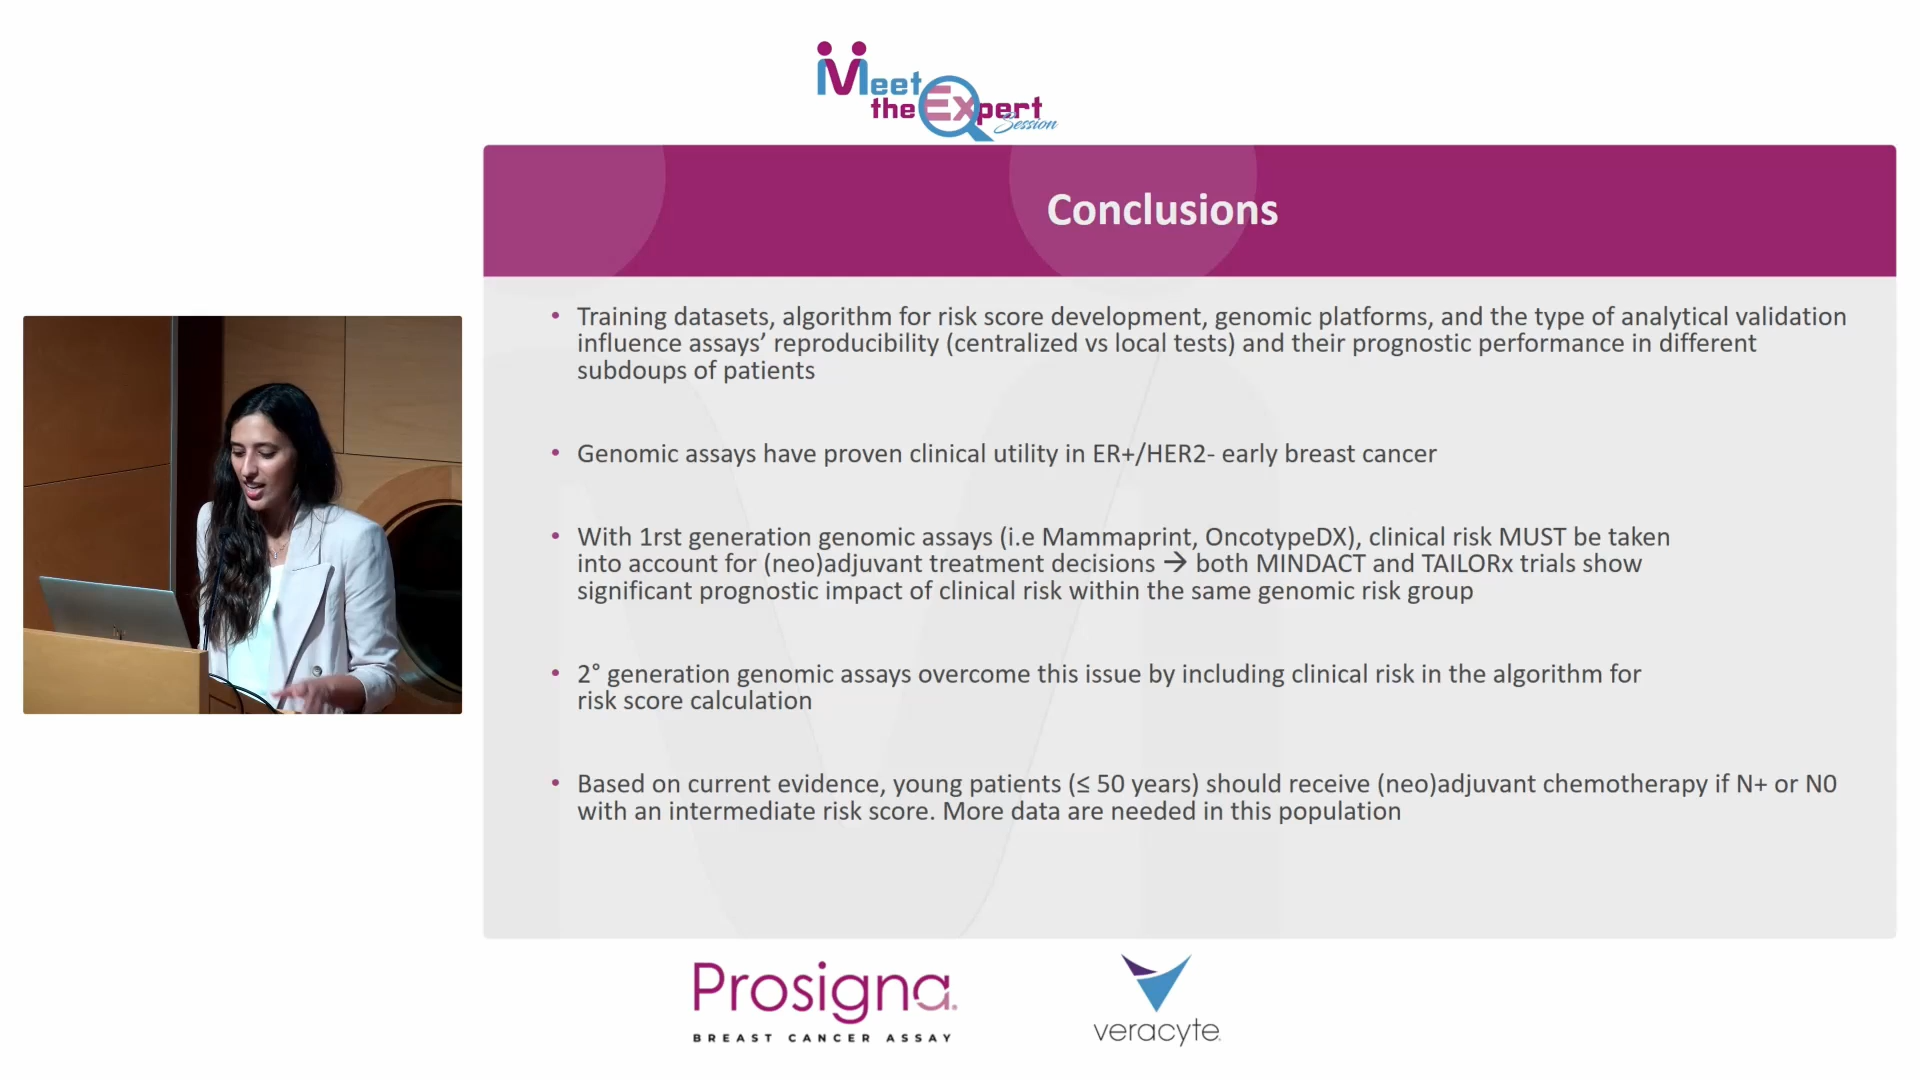 Meet
the Expert
Session
Conclusions
• Training datasets, algorithm for risk score development, genomic platforms, and the type of analytical validation
influence assays’ reproducibility (centralized vs local tests) and their prognostic performance in different
subdoups of patients
• Genomic assays have proven clinical utility in ER+/HER2- early breast cancer
• With 1rst generation genomic assays (i.e Mammaprint, OncotypeDX), clinical risk MUST be taken
into account for (neo)adjuvant treatment decisions → both MINDACT and TAILORx trials show
significant prognostic impact of clinical risk within the same genomic risk group
• 2° generation genomic assays overcome this issue by including clinical risk in the algorithm for
risk score calculation
• Based on current evidence, young patients (≤ 50 years) should receive (neo)adjuvant chemotherapy if N+ or N0
with an intermediate risk score. More data are needed in this population
Prosigna.
BREAST CANCER ASSAY
veracyte.